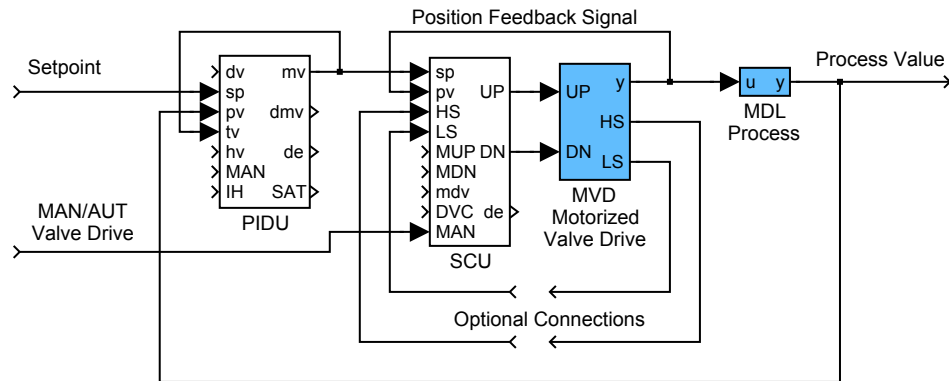 Position Feedback Signal
Setpoint
Process Value
dv mv
sp
pv dmv
tv
hv de
MAN
IH SAT
PIDU
sp
pv UP
HS
LS
MUP DN
MDN
mdv
DVC de
MAN
SCU
y
UP
HS
DN
LS
MVD
Motorized
Valve Drive
u y
MDL
Process
MAN/AUT
Valve Drive
Optional Connections